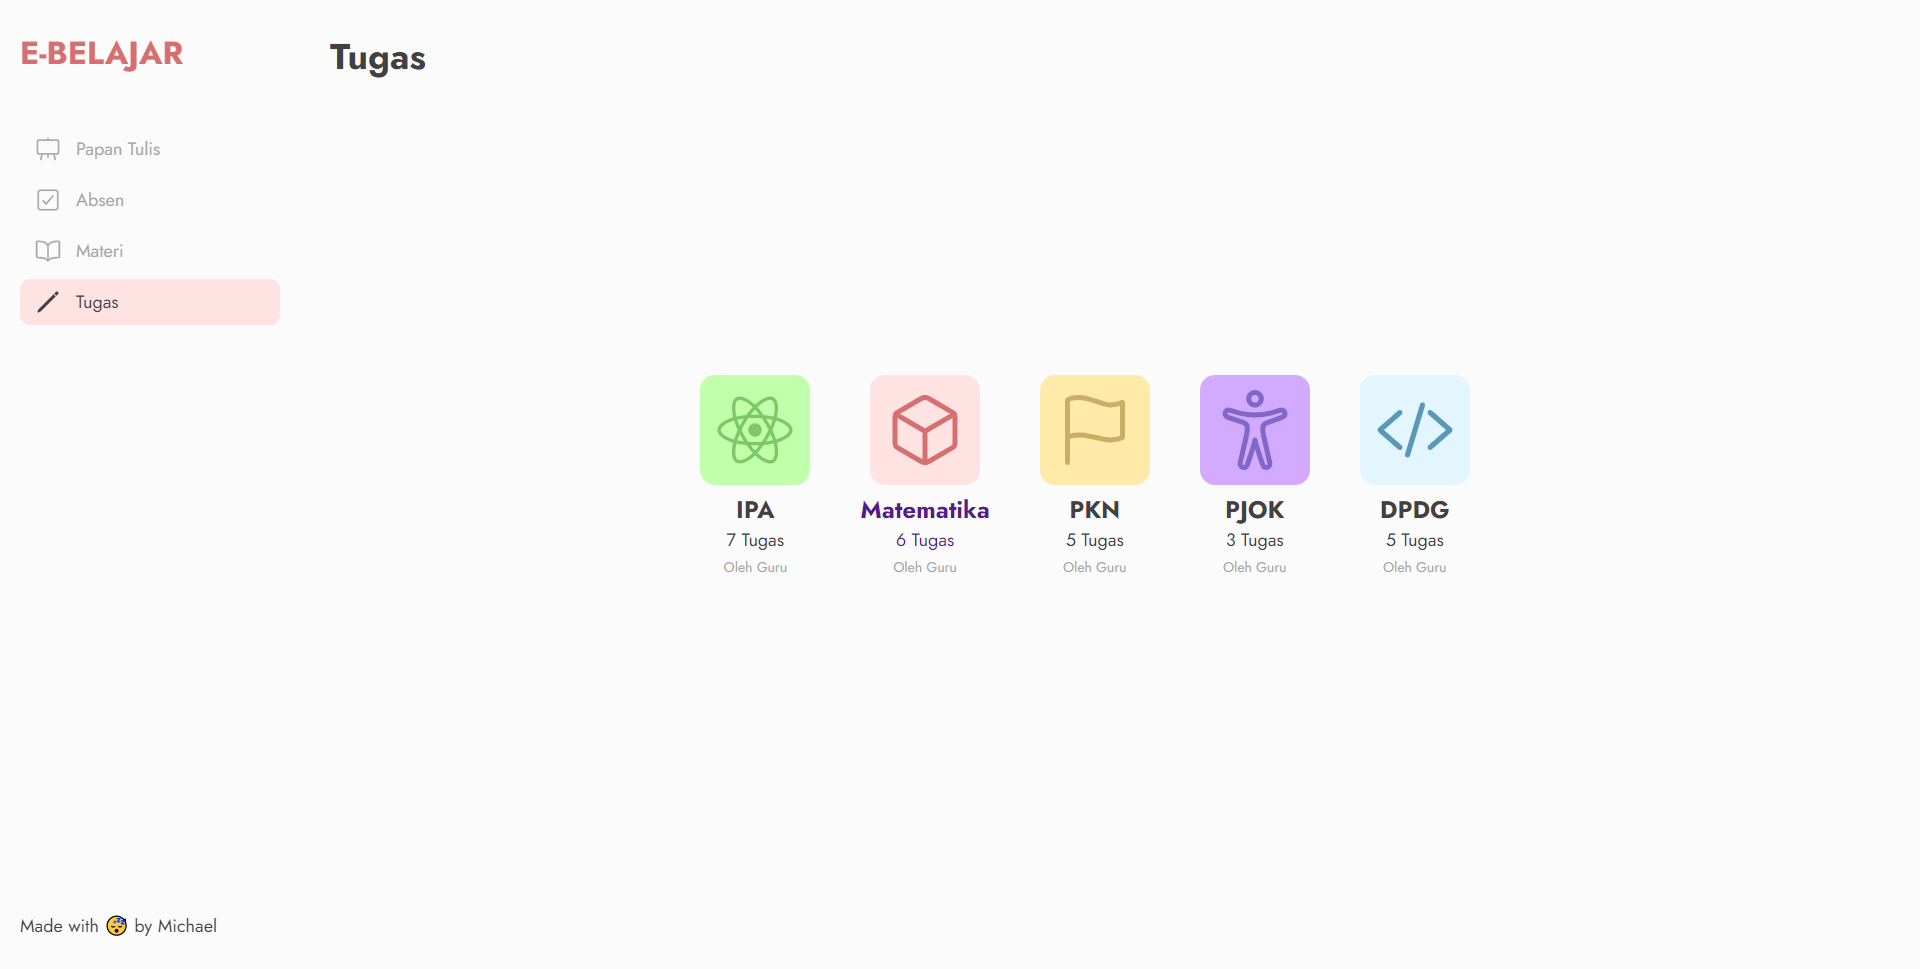 E-BELAJAR
Papan Tulis
Absen
Materi
Tugas
Made with 😴 by Michael
Tugas
IPA
7 Tugas
Oleh Guru
Matematika
6 Tugas
Oleh Guru
PKN
5 Tugas
Oleh Guru
PJOK
3 Tugas
Oleh Guru
DPDG
5 Tugas
Oleh Guru